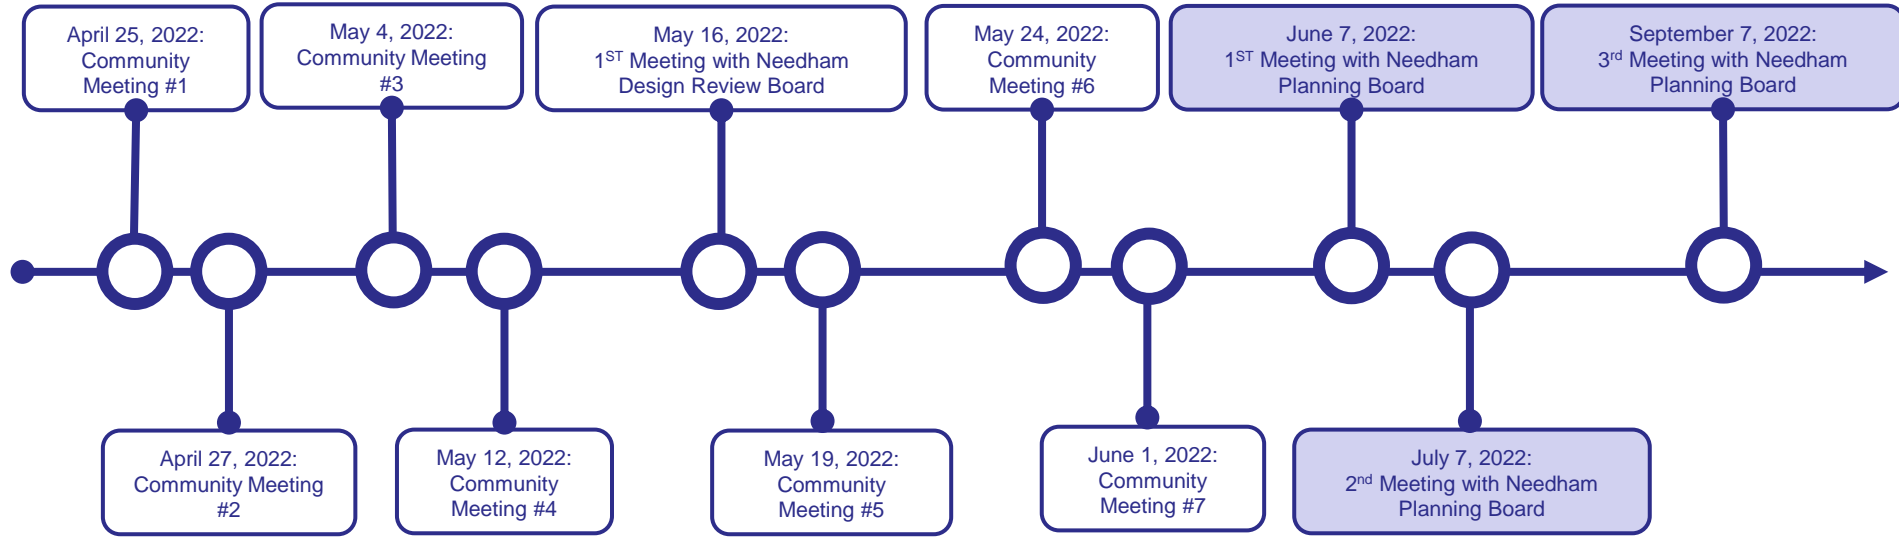 April 25, 2022:
Community
Meeting #1
May 4, 2022:
Community Meeting
#3
May 16, 2022:
1ST Meeting with Needham
Design Review Board
May 24, 2022:
Community
Meeting #6
June 7, 2022:
1ST Meeting with Needham
Planning Board
September 7, 2022:
3rd Meeting with Needham
Planning Board
April 27, 2022:
Community Meeting
#2
May 12, 2022:
Community
Meeting #4
May 19, 2022:
Community
Meeting #5
June 1, 2022:
Community
Meeting #7
July 7, 2022:
2nd Meeting with Needham
Planning Board